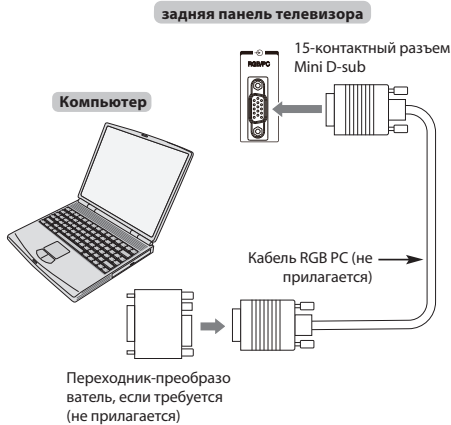 задняя панель телевизора
15-контактный разъем
Mini D-sub
RGB/PC
Компьютер
Кабель RGB PC (не
прилагается)
Переходник-преобразо
ватель, если требуется
(не прилагается)